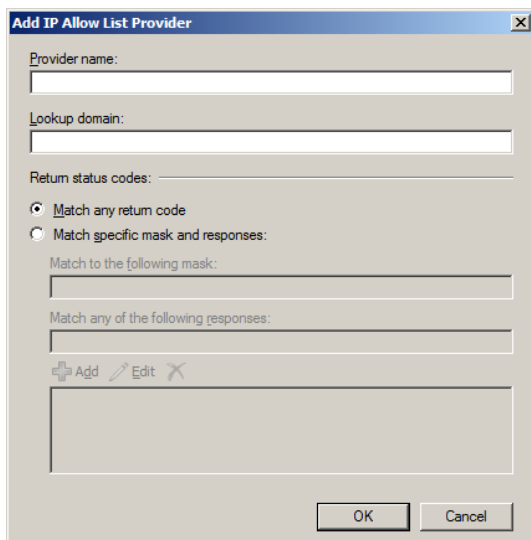 Add IP Allow List Provider
Provider name:
Lookup domain:
Return status codes:
Match any return code
Match specific mask and responses:
Match to the following mask:
Match any of the following responses:
Add Edit
OK Cancel